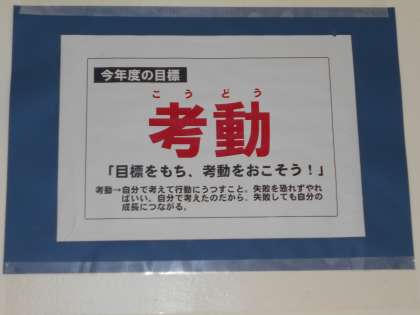 今年度の目標
こうどう
考動
「目標をもち、考動をおこそう!」
考動→自分で考えて行動にうつすこと。失敗を恐れずやれ
ばいい。自分で考えたのだから、失敗しても自分の
成長につながる。